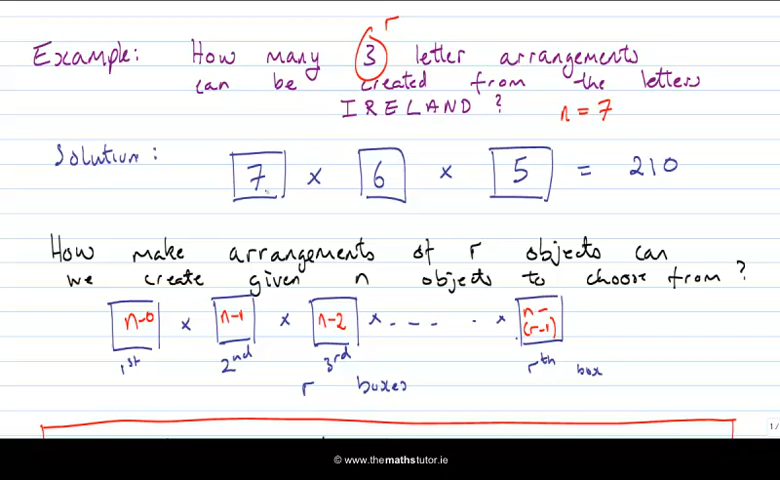 r
Example: How many 3 letter arrangements
can be created from the letters
IRELAND ? n = 7
Solution: 7 x 6 x 5 = 210
How make arrangements of r objects can
we create given n objects to choose from ?
n-0 x n-1 x n-2 x - - - - · x n-(r-1)
1st 2nd 3rd rth box
r boxes
1/
© www.themathstutor.ie